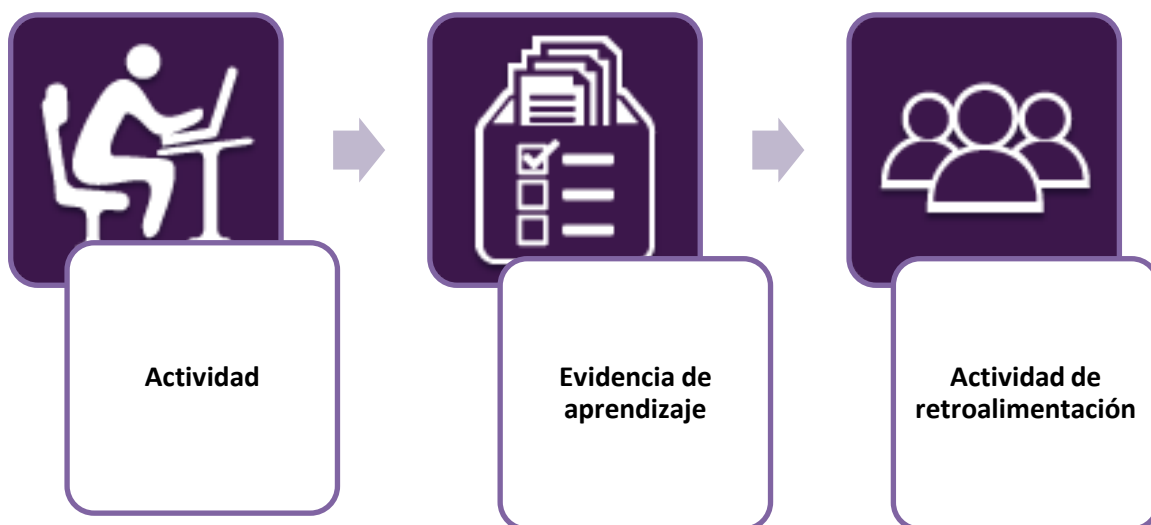 Actividad
Evidencia de
aprendizaje
Actividad de
retroalimentación